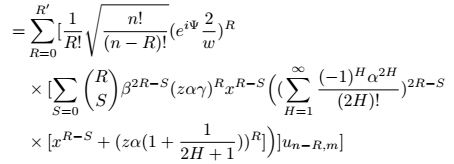 = \sum_{R=0}^{R'} [\frac{1}{R!} \sqrt{\frac{n!}{(n-R)!}} (e^{i\Psi} \frac{2}{w})^R
\times [\sum_{S=0} \binom{R}{S} \beta^{2R-S} (z\alpha\gamma)^R x^{R-S} \Big( (\sum_{H=1}^{\infty} \frac{(-1)^H \alpha^{2H}}{(2H)!})^{2R-S}
\times [x^{R-S} + (z\alpha(1 + \frac{1}{2H+1}))^R] \Big) ] u_{n-R,m}]